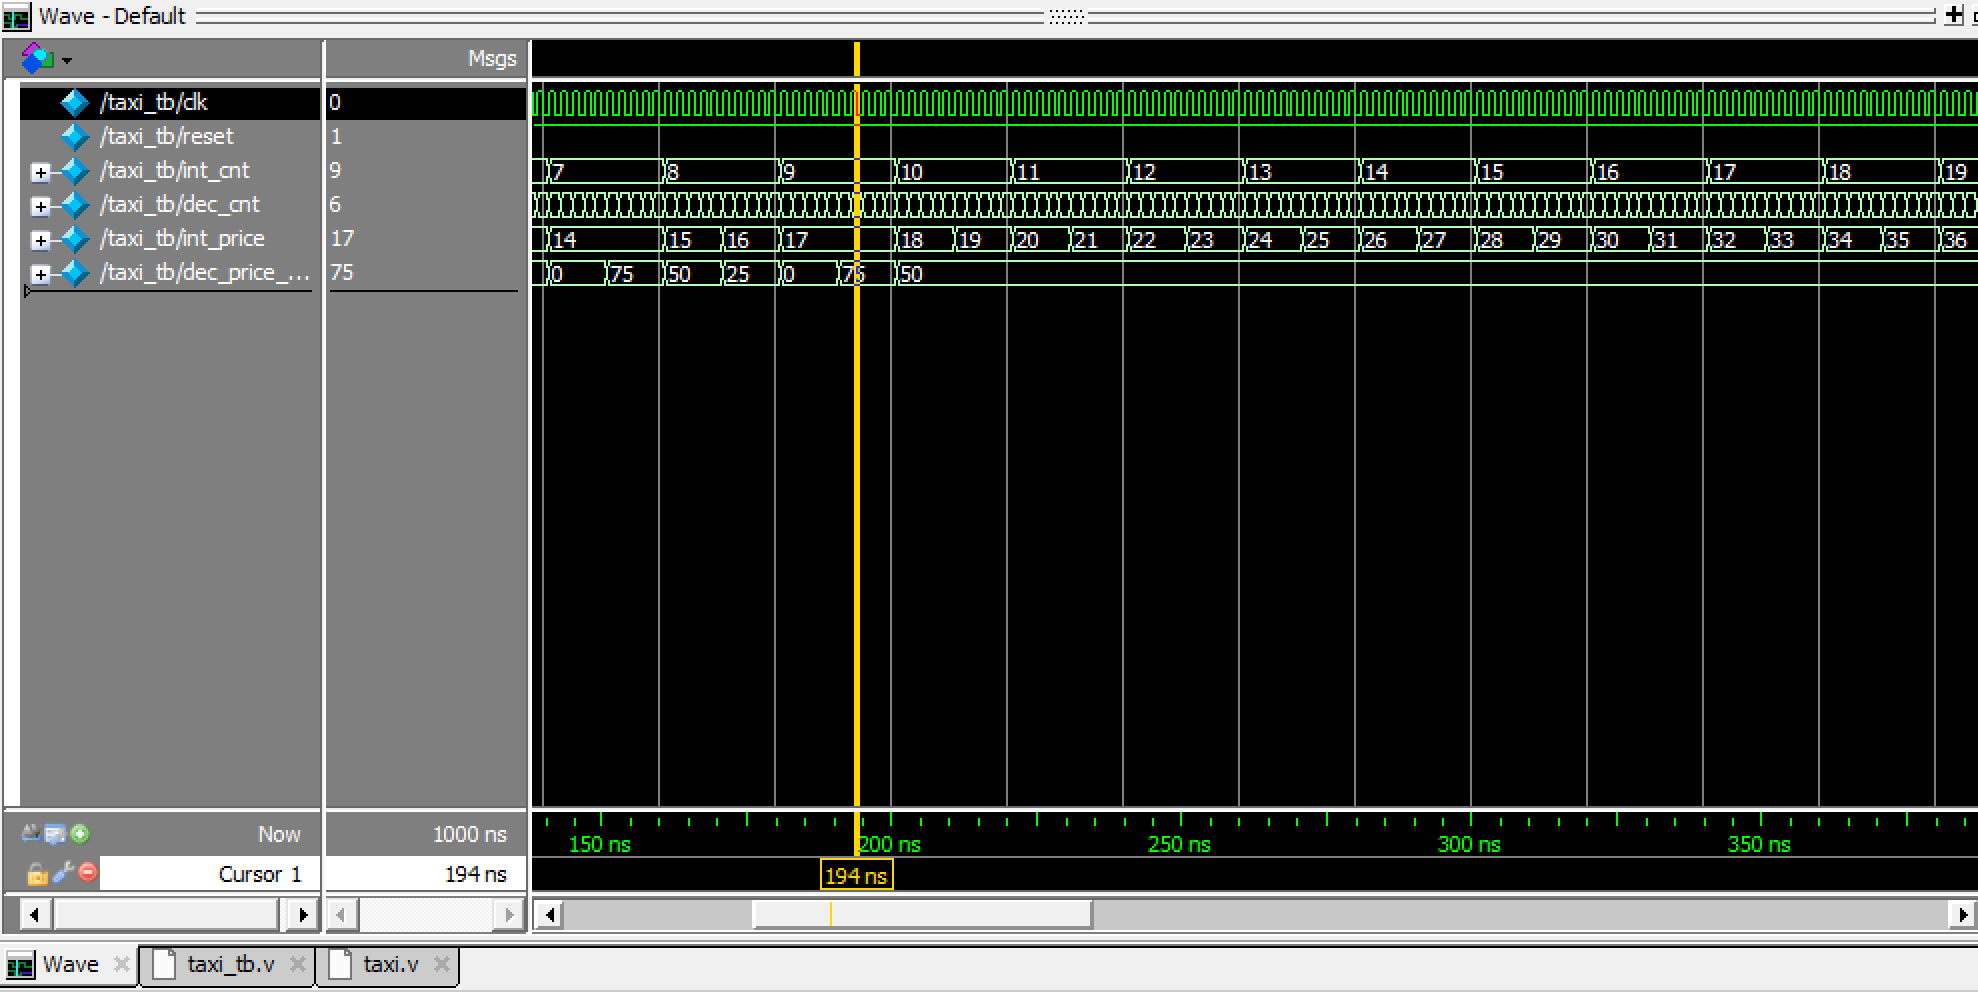 Wave - Default
Msgs
/taxi_tb/clk 0
/taxi_tb/reset 1
/taxi_tb/int_cnt 9 7 8 9 10 11 12 13 14 15 16 17 18 19
/taxi_tb/dec_cnt 6
/taxi_tb/int_price 17 14 15 16 17 18 19 20 21 22 23 24 25 26 27 28 29 30 31 32 33 34 35 36
/taxi_tb/dec_price_... 75 0 75 50 25 0 75 50
Now 1000 ns 150 ns 200 ns 250 ns 300 ns 350 ns
Cursor 1 194 ns 194 ns
Wave taxi_tb.v taxi.v